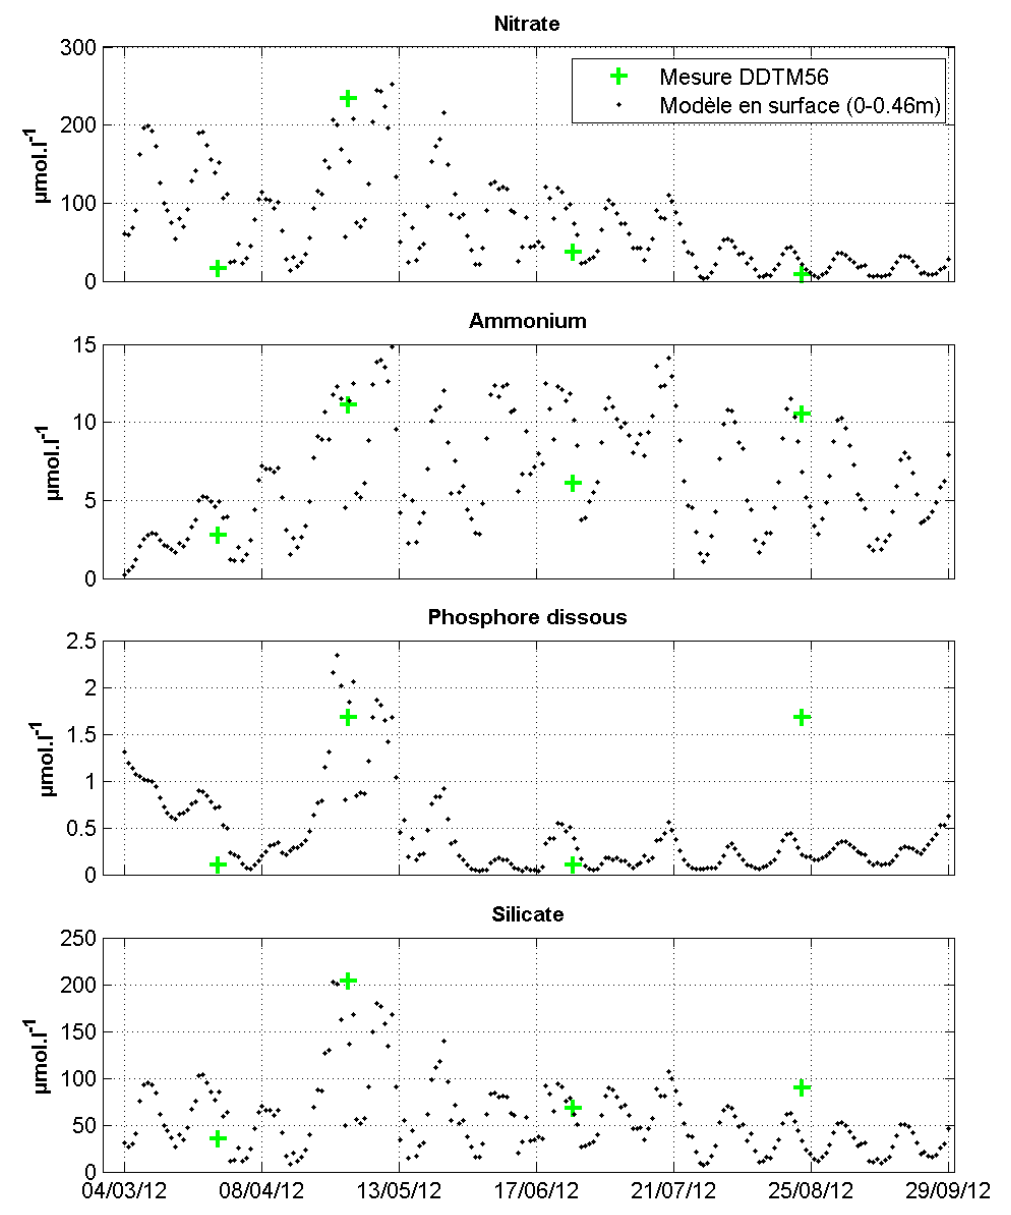 Nitrate
300
200
100
0
µmol.l-1
Mesure DDTM56
Modèle en surface (0-0.46m)
Ammonium
15
10
5
0
µmol.l-1
Phosphore dissous
2.5
2
1.5
1
0.5
0
µmol.l-1
Silicate
250
200
150
100
50
0
µmol.l-1
04/03/12 08/04/12 13/05/12 17/06/12 21/07/12 25/08/12 29/09/12